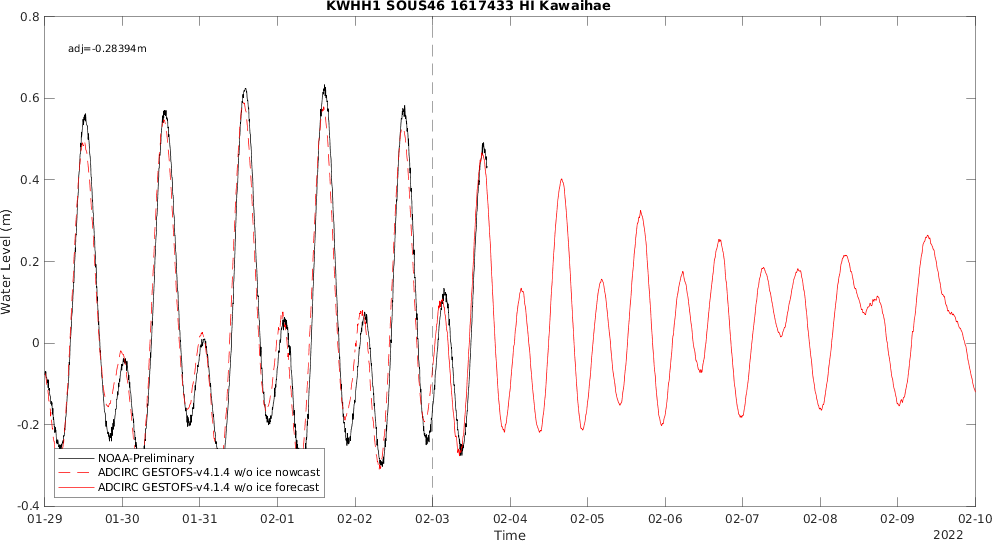 KWHH1 SOUS46 1617433 HI Kawaihae
adj=-0.28394m
0.8
0.6
0.4
0.2
0
-0.2
-0.4
Water Level (m)
NOAA-Preliminary
ADCIRC GESTOFS-v4.1.4 w/o ice nowcast
ADCIRC GESTOFS-v4.1.4 w/o ice forecast
01-29 01-30 01-31 02-01 02-02 02-03 02-04 02-05 02-06 02-07 02-08 02-09 02-10
Time
2022